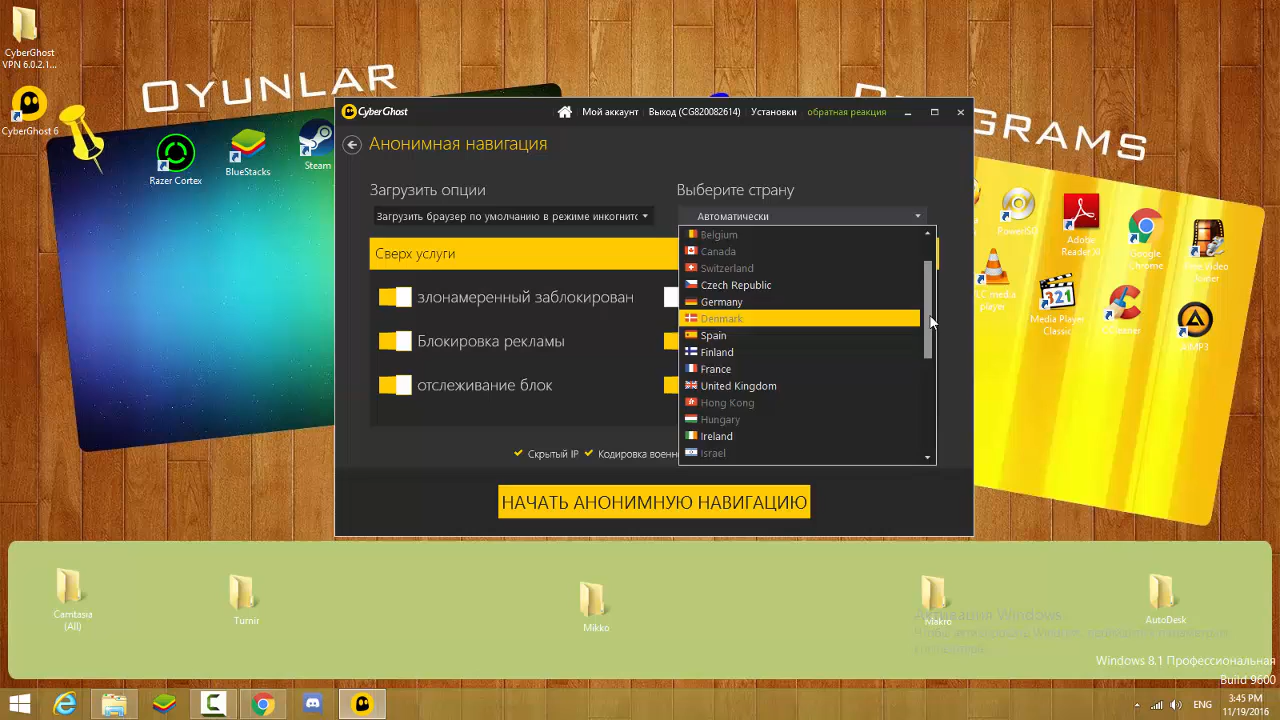 CyberGhost
VPN 6.0.2.1...
CyberGhost 6
OYUNLAR
Razer Cortex
BlueStacks
Steam
GRAMS
PowerISO
Adobe
Reader XI
Google
Chrome
Free Video
VLC media
player
Media Player
Classic
CCleaner
AIMP3
CyberGhost
Мой аккаунт
Выход (CG820082614)
Установки
обратная реакция
Анонимная навигация
Загрузить опции
Выберите страну
Загрузить браузер по умолчанию в режиме инкогнитс
Автоматически
Сверх услуги
злонамеренный заблокирован
Блокировка рекламы
отслеживание блок
Belgium
Canada
Switzerland
Czech Republic
Germany
Denmark
Spain
Finland
France
United Kingdom
Hong Kong
Hungary
Ireland
Israel
Скрытый IP
Кодировка военн
НАЧАТЬ АНОНИМНУЮ НАВИГАЦИЮ
Camtasia
(All)
Turnir
Mikko
Makro
AutoDesk
Активация Windows
Windows 8.1 Профессиональная
Build 9600
ENG
3:45 PM
11/19/2016